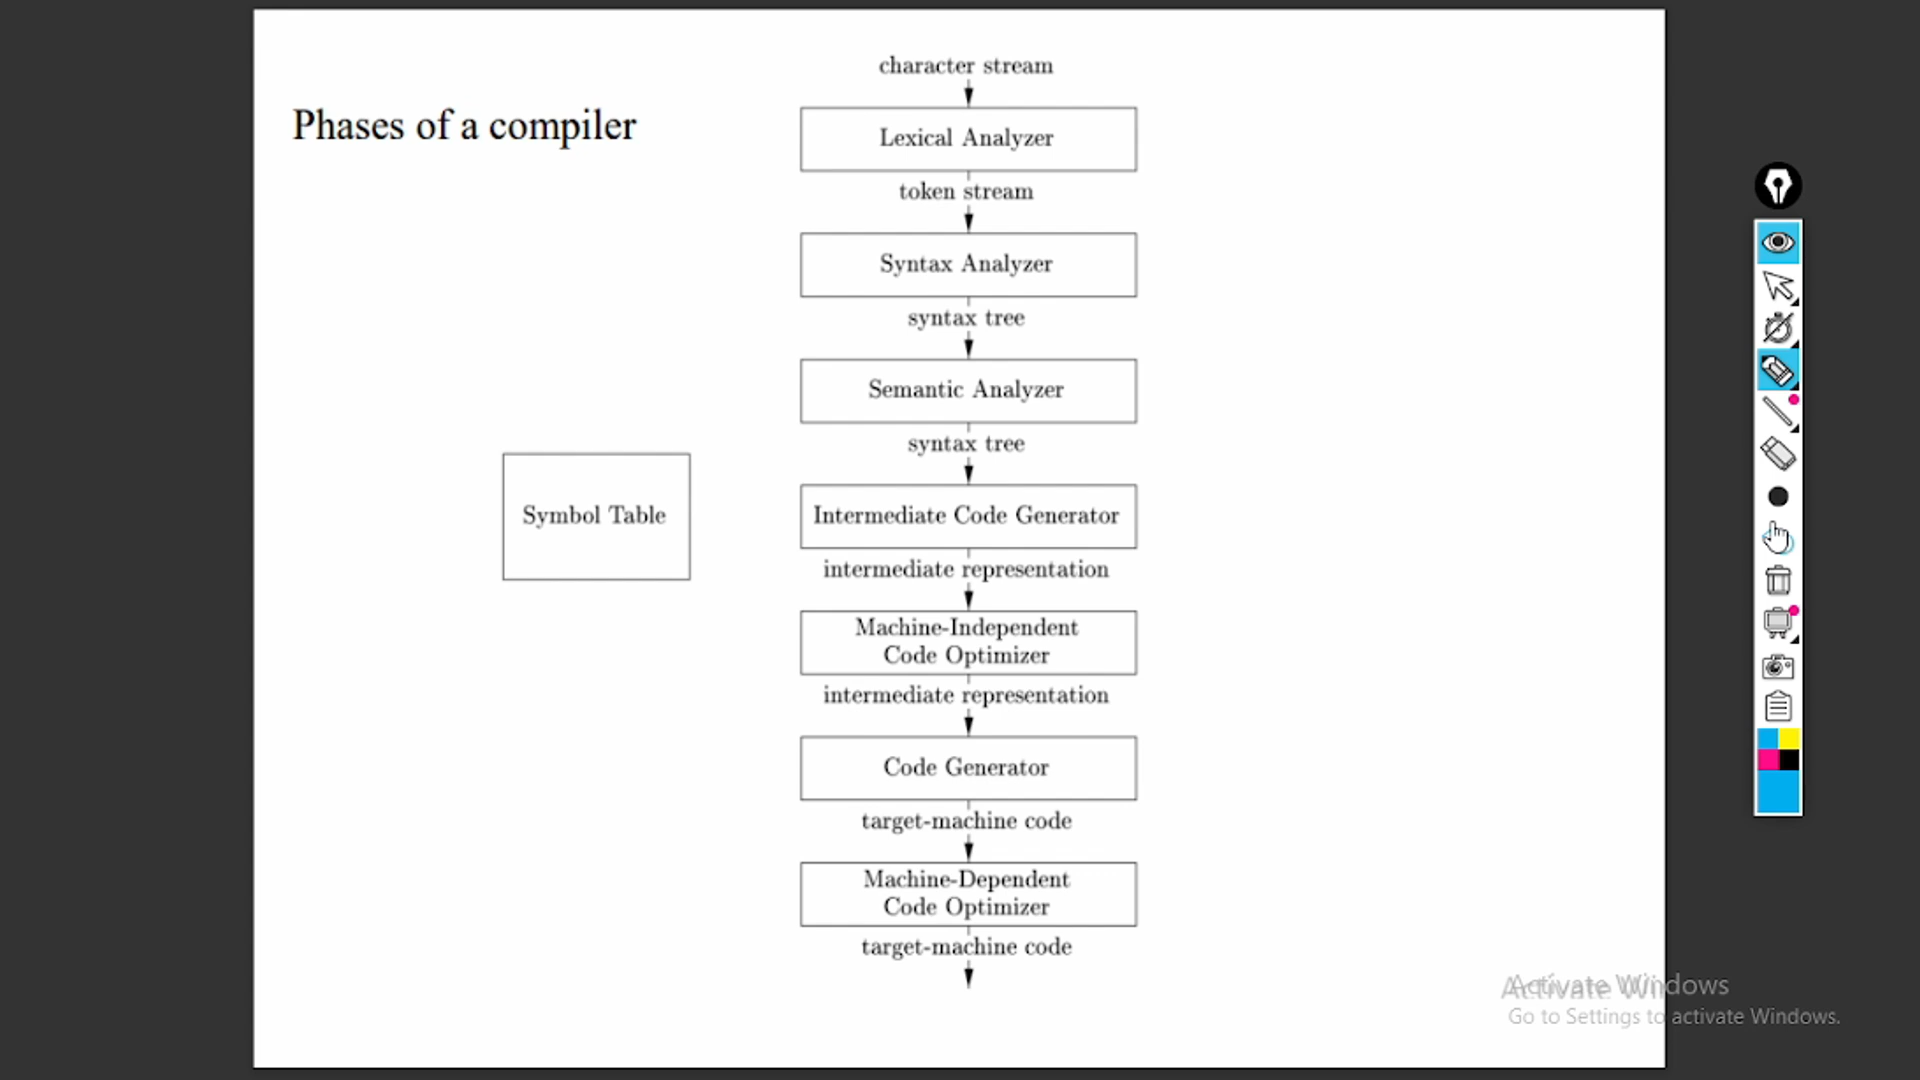 Phases of a compiler
character stream
Lexical Analyzer
token stream
Syntax Analyzer
syntax tree
Semantic Analyzer
syntax tree
Symbol Table
Intermediate Code Generator
intermediate representation
Machine-Independent
Code Optimizer
intermediate representation
Code Generator
target-machine code
Machine-Dependent
Code Optimizer
target-machine code
Activate Windows
Go to Settings to activate Windows.